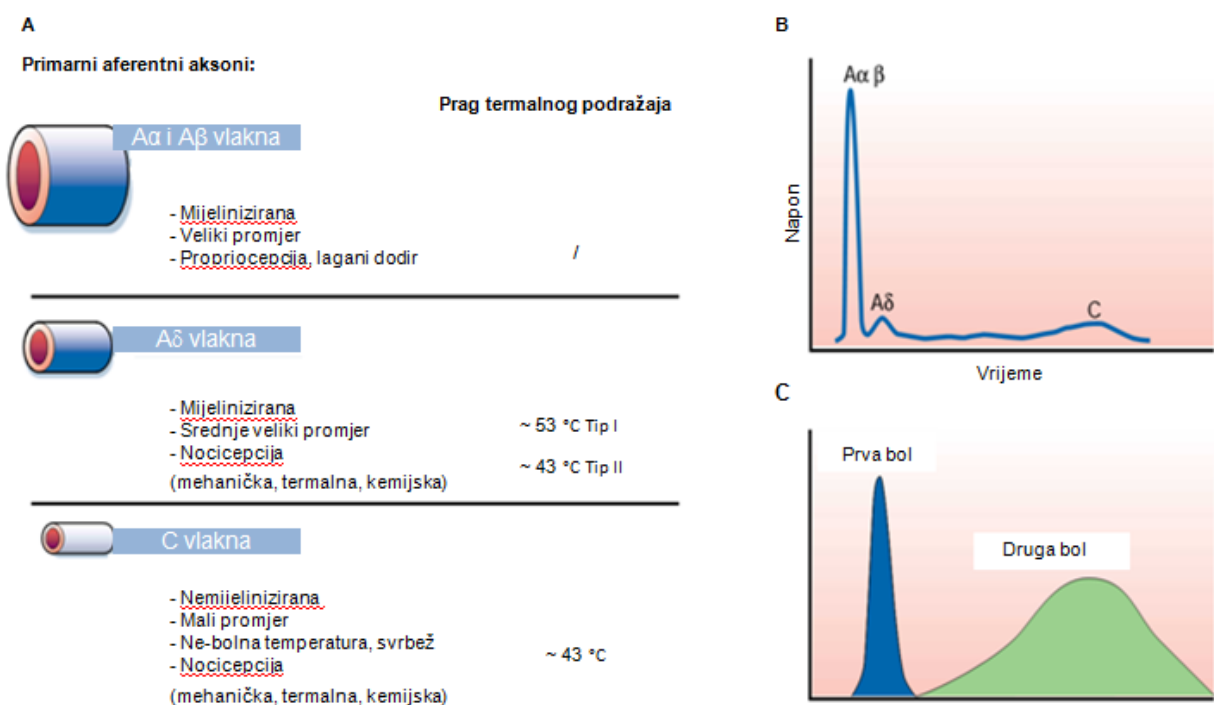 A
Primarni aferentni aksoni:
Prag termalnog podražaja
Aα i Aβ vlakna
- Mijelinizirana
- Veliki promjer
- Propriocepcija, lagani dodir
/
Aδ vlakna
- Mijelinizirana
- Srednje veliki promjer
- Nocicepcija
(mehanička, termalna, kemijska)
~ 53 °C Tip I
~ 43 °C Tip II
C vlakna
- Nemijelinizirana
- Mali promjer
- Ne-bolna temperatura, svrbež
- Nocicepcija
(mehanička, termalna, kemijska)
~ 43 °C
B
Napon
Aα β
Aδ
C
Vrijeme
C
Prva bol
Druga bol